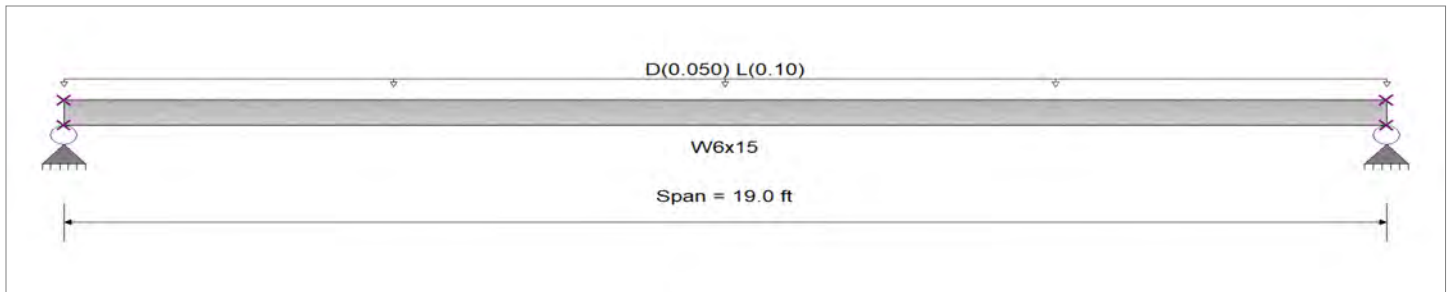 D(0.050) L(0.10)
W6x15
Span = 19.0 ft